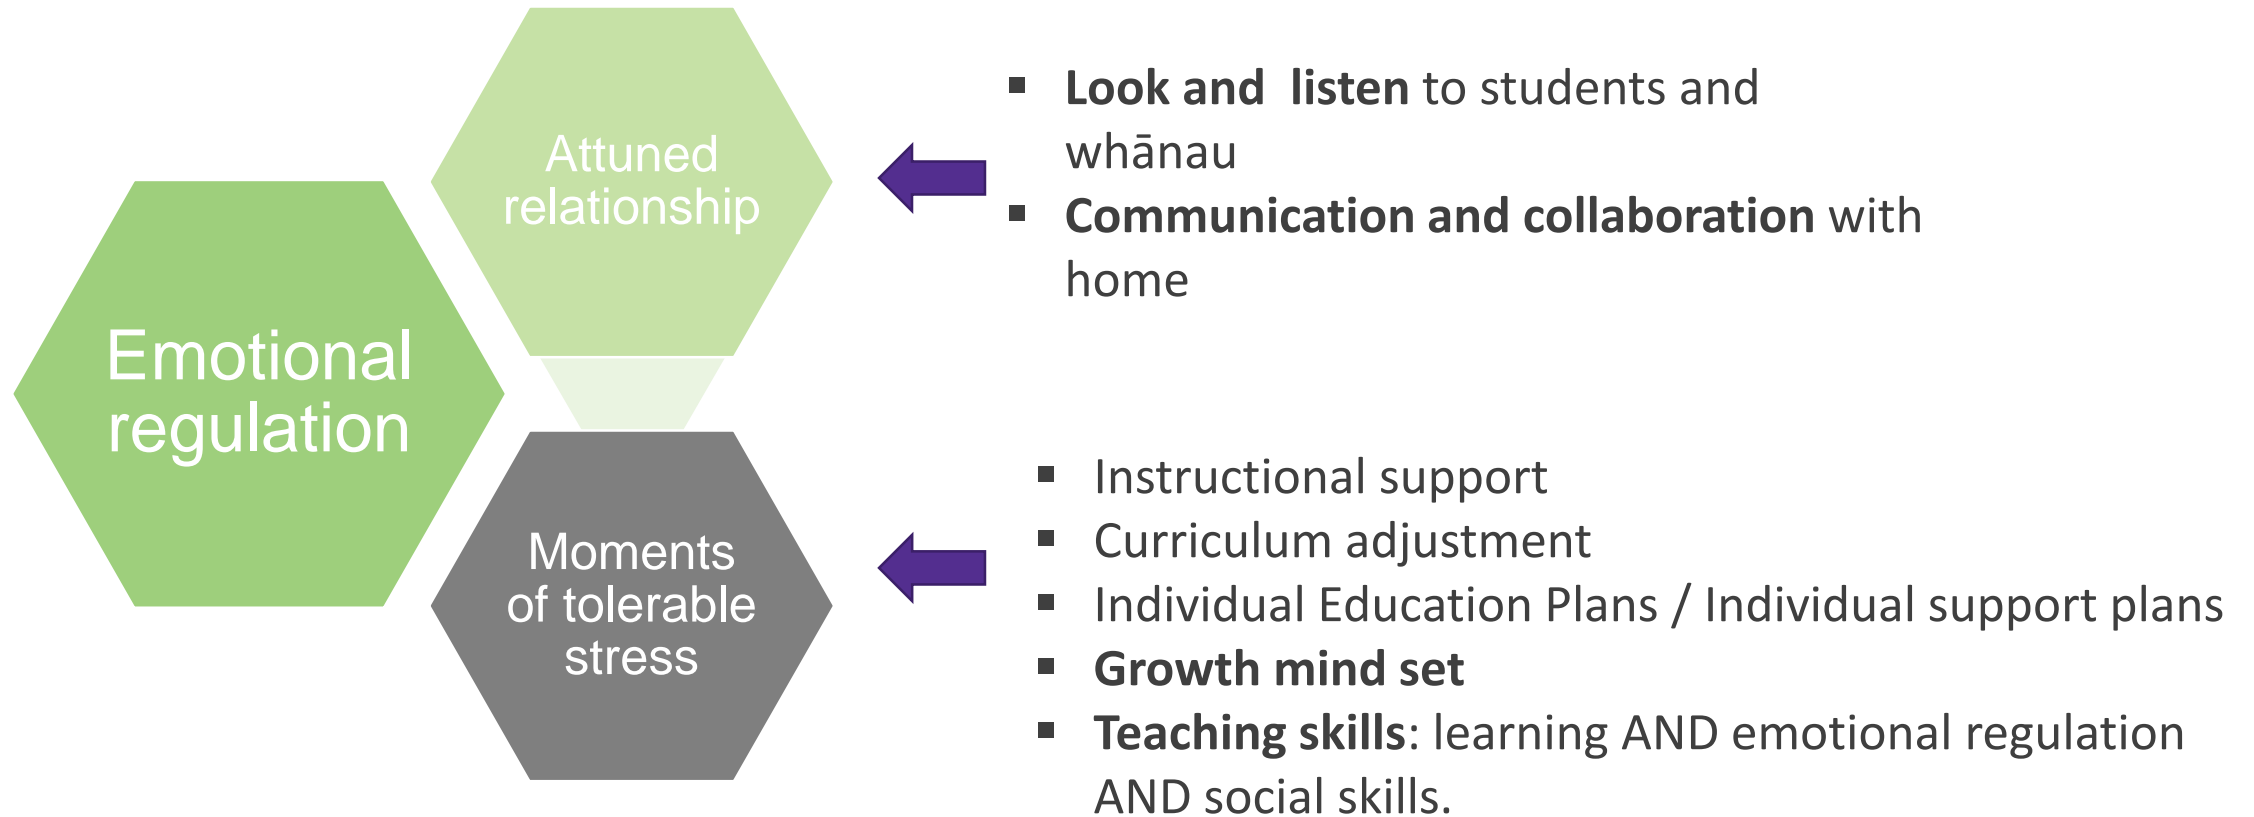 Emotional
regulation
Attuned
relationship
Moments
of tolerable
stress
▪ Look and  listen to students and
whānau
▪ Communication and collaboration with
home
▪ Instructional support
▪ Curriculum adjustment
▪ Individual Education Plans / Individual support plans
▪ Growth mind set
▪ Teaching skills: learning AND emotional regulation
AND social skills.